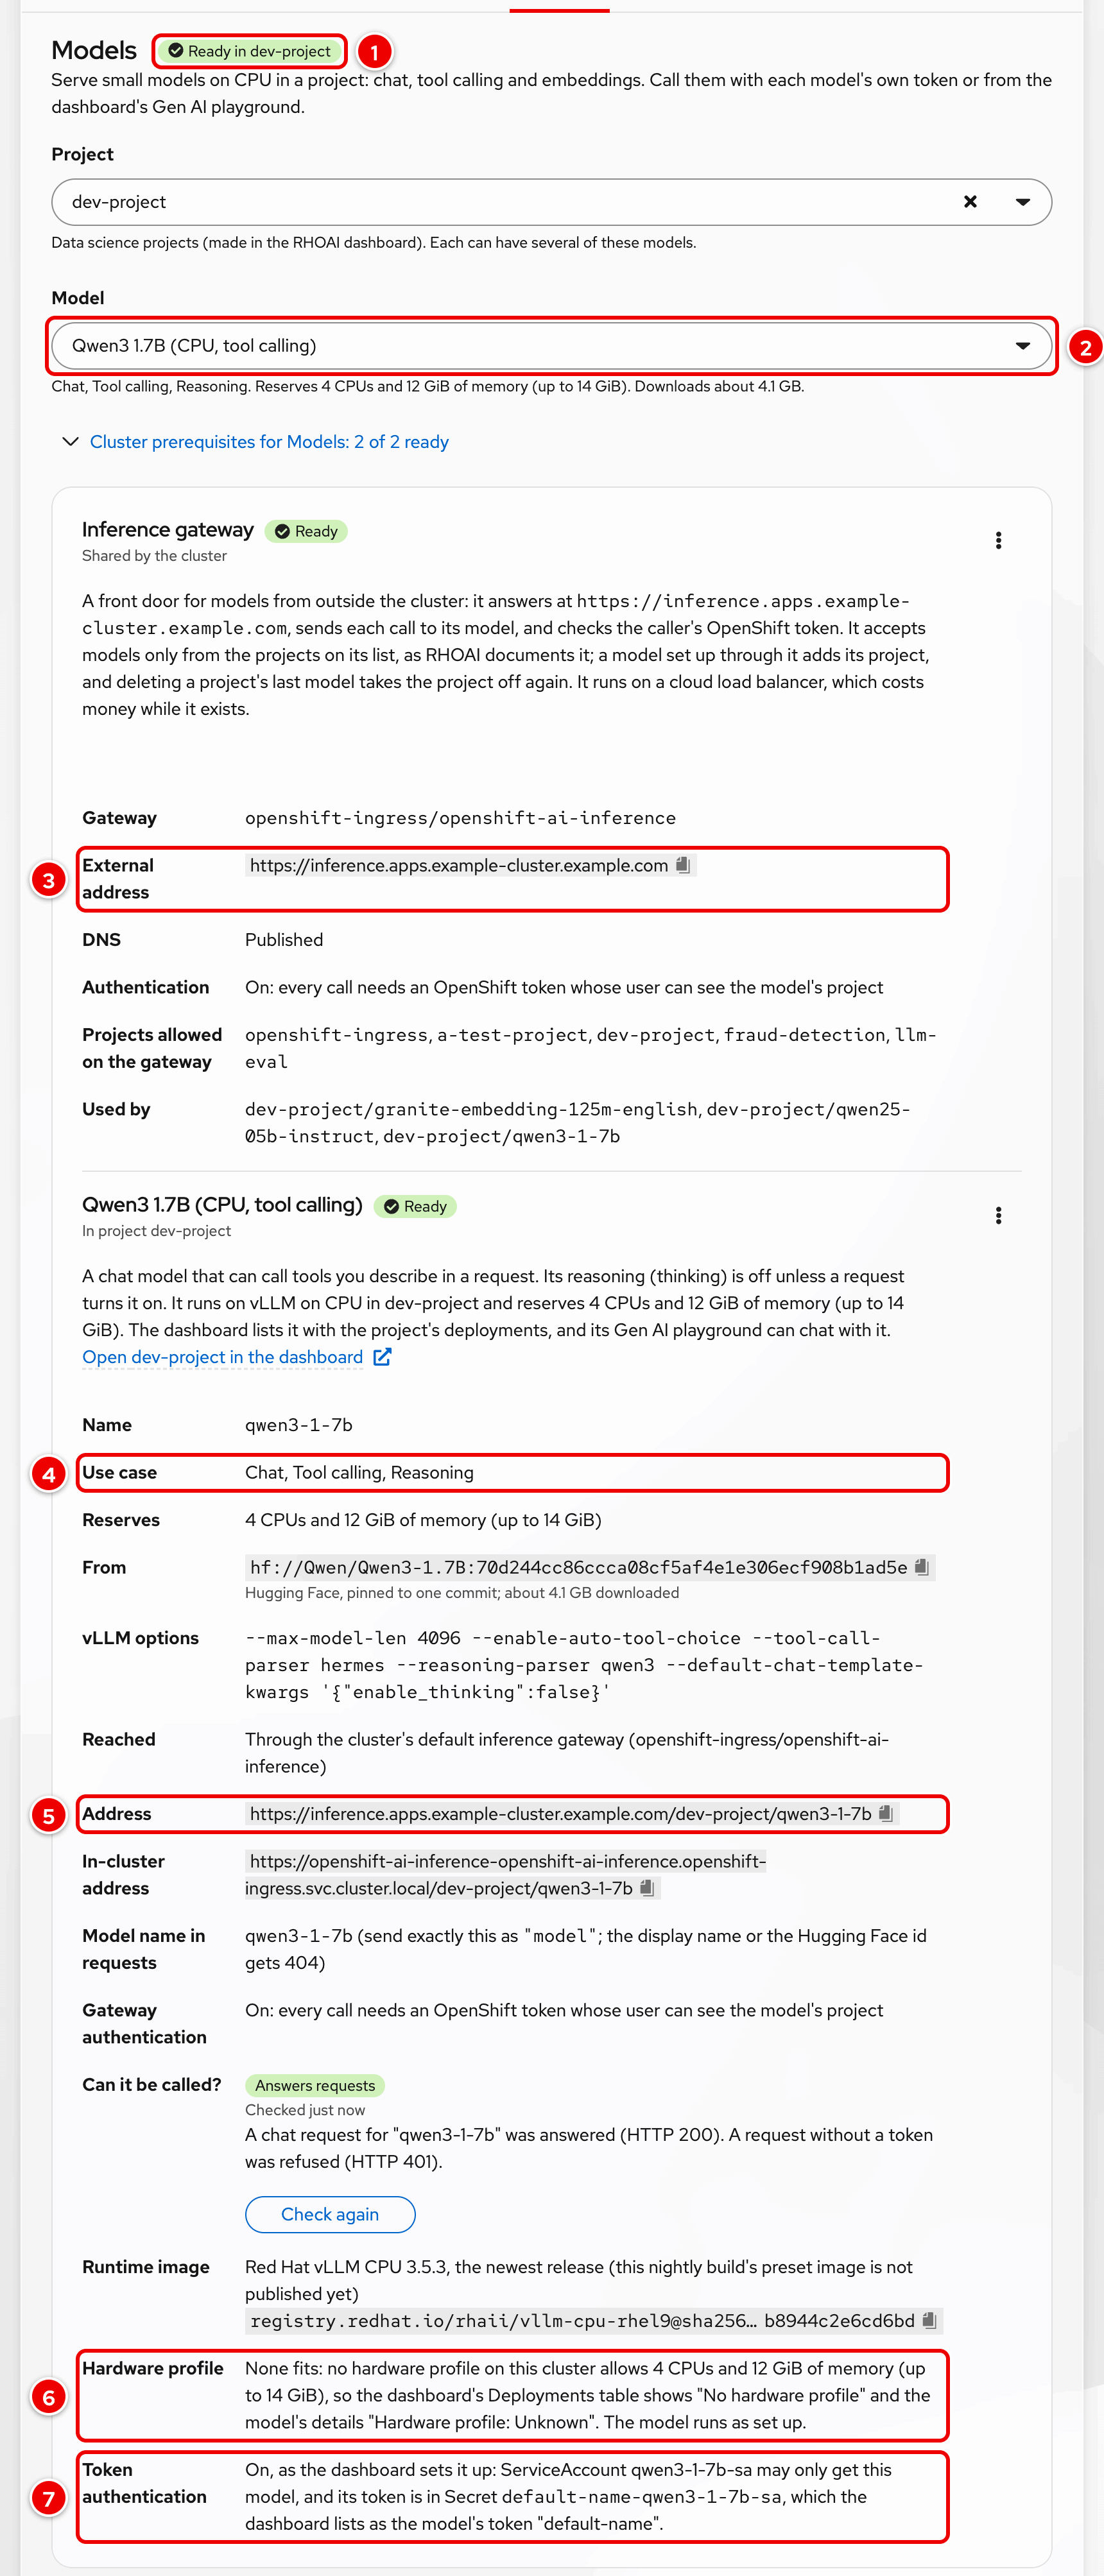 Models Ready in dev-project 1
Serve small models on CPU in a project: chat, tool calling and embeddings. Call them with each model's own token or from the
dashboard's Gen AI playground.
Project
dev-project
Data science projects (made in the RHOAI dashboard). Each can have several of these models.
Model
Qwen3 1.7B (CPU, tool calling) 2
Chat, Tool calling, Reasoning. Reserves 4 CPUs and 12 GiB of memory (up to 14 GiB). Downloads about 4.1 GB.
Cluster prerequisites for Models: 2 of 2 ready
Inference gateway Ready
Shared by the cluster
A front door for models from outside the cluster: it answers at https://inference.apps.example-
cluster.example.com, sends each call to its model, and checks the caller's OpenShift token. It accepts
models only from the projects on its list, as RHOAI documents it; a model set up through it adds its project,
and deleting a project's last model takes the project off again. It runs on a cloud load balancer, which costs
money while it exists.
Gateway openshift-ingress/openshift-ai-inference
3 External https://inference.apps.example-cluster.example.com
address
DNS Published
Authentication On: every call needs an OpenShift token whose user can see the model's project
Projects allowed openshift-ingress, a-test-project, dev-project, fraud-detection, llm-
on the gateway eval
Used by dev-project/granite-embedding-125m-english, dev-project/qwen25-
05b-instruct, dev-project/qwen3-1-7b
Qwen3 1.7B (CPU, tool calling) Ready
In project dev-project
A chat model that can call tools you describe in a request. Its reasoning (thinking) is off unless a request
turns it on. It runs on vLLM on CPU in dev-project and reserves 4 CPUs and 12 GiB of memory (up to 14
GiB). The dashboard lists it with the project's deployments, and its Gen AI playground can chat with it.
Open dev-project in the dashboard
Name qwen3-1-7b
4 Use case Chat, Tool calling, Reasoning
Reserves 4 CPUs and 12 GiB of memory (up to 14 GiB)
From hf://Qwen/Qwen3-1.7B:70d244cc86ccca08cf5af4e1e306ecf908b1ad5e
Hugging Face, pinned to one commit; about 4.1 GB downloaded
vLLM options --max-model-len 4096 --enable-auto-tool-choice --tool-call-
parser hermes --reasoning-parser qwen3 --default-chat-template-
kwargs '{"enable_thinking":false}'
Reached Through the cluster's default inference gateway (openshift-ingress/openshift-ai-
inference)
5 Address https://inference.apps.example-cluster.example.com/dev-project/qwen3-1-7b
In-cluster https://openshift-ai-inference-openshift-ai-inference.openshift-
address ingress.svc.cluster.local/dev-project/qwen3-1-7b
Model name in qwen3-1-7b (send exactly this as "model"; the display name or the Hugging Face id
requests gets 404)
Gateway On: every call needs an OpenShift token whose user can see the model's project
authentication
Can it be called? Answers requests
Checked just now
A chat request for "qwen3-1-7b" was answered (HTTP 200). A request without a token
was refused (HTTP 401).
Check again
Runtime image Red Hat vLLM CPU 3.5.3, the newest release (this nightly build's preset image is not
published yet)
registry.redhat.io/rhaii/vllm-cpu-rhel9@sha256… b8944c2e6cd6bd
Hardware profile None fits: no hardware profile on this cluster allows 4 CPUs and 12 GiB of memory (up
6 to 14 GiB), so the dashboard's Deployments table shows "No hardware profile" and the
model's details "Hardware profile: Unknown". The model runs as set up.
Token On, as the dashboard sets it up: ServiceAccount qwen3-1-7b-sa may only get this
7 authentication model, and its token is in Secret default-name-qwen3-1-7b-sa, which the
dashboard lists as the model's token "default-name".